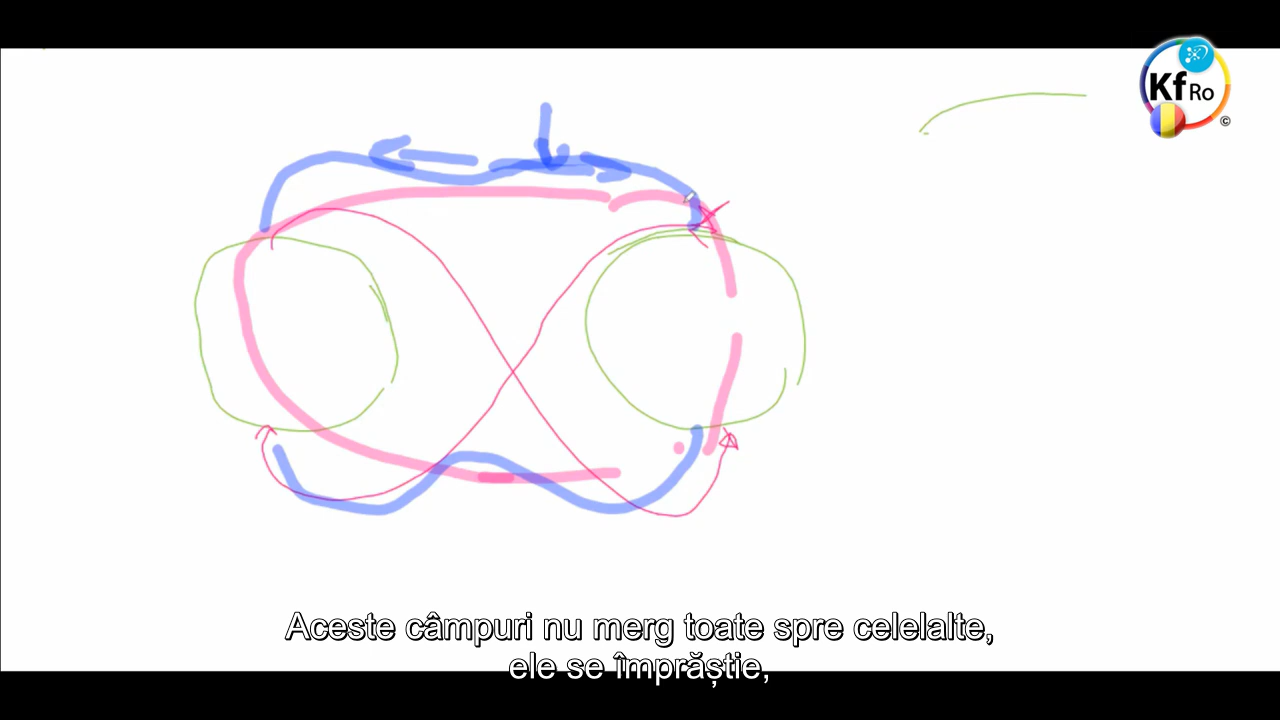 Kf Ro
©
Aceste câmpuri nu merg toate spre celelalte,
ele se împrăștie,